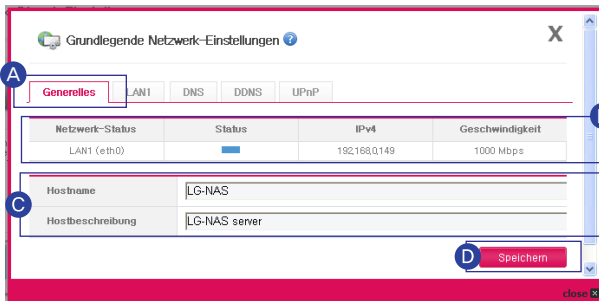 Grundlegende Netzwerk-Einstellungen ? X
A
Generelles LAN1 DNS DDNS UPnP
Netzwerk-Status Status IPv4 Geschwindigkeit
LAN1 (eth0) 192,168,0,149 1000 Mbps
C
Hostname LG-NAS
Hostbeschreibung LG-NAS server
D Speichern
close X